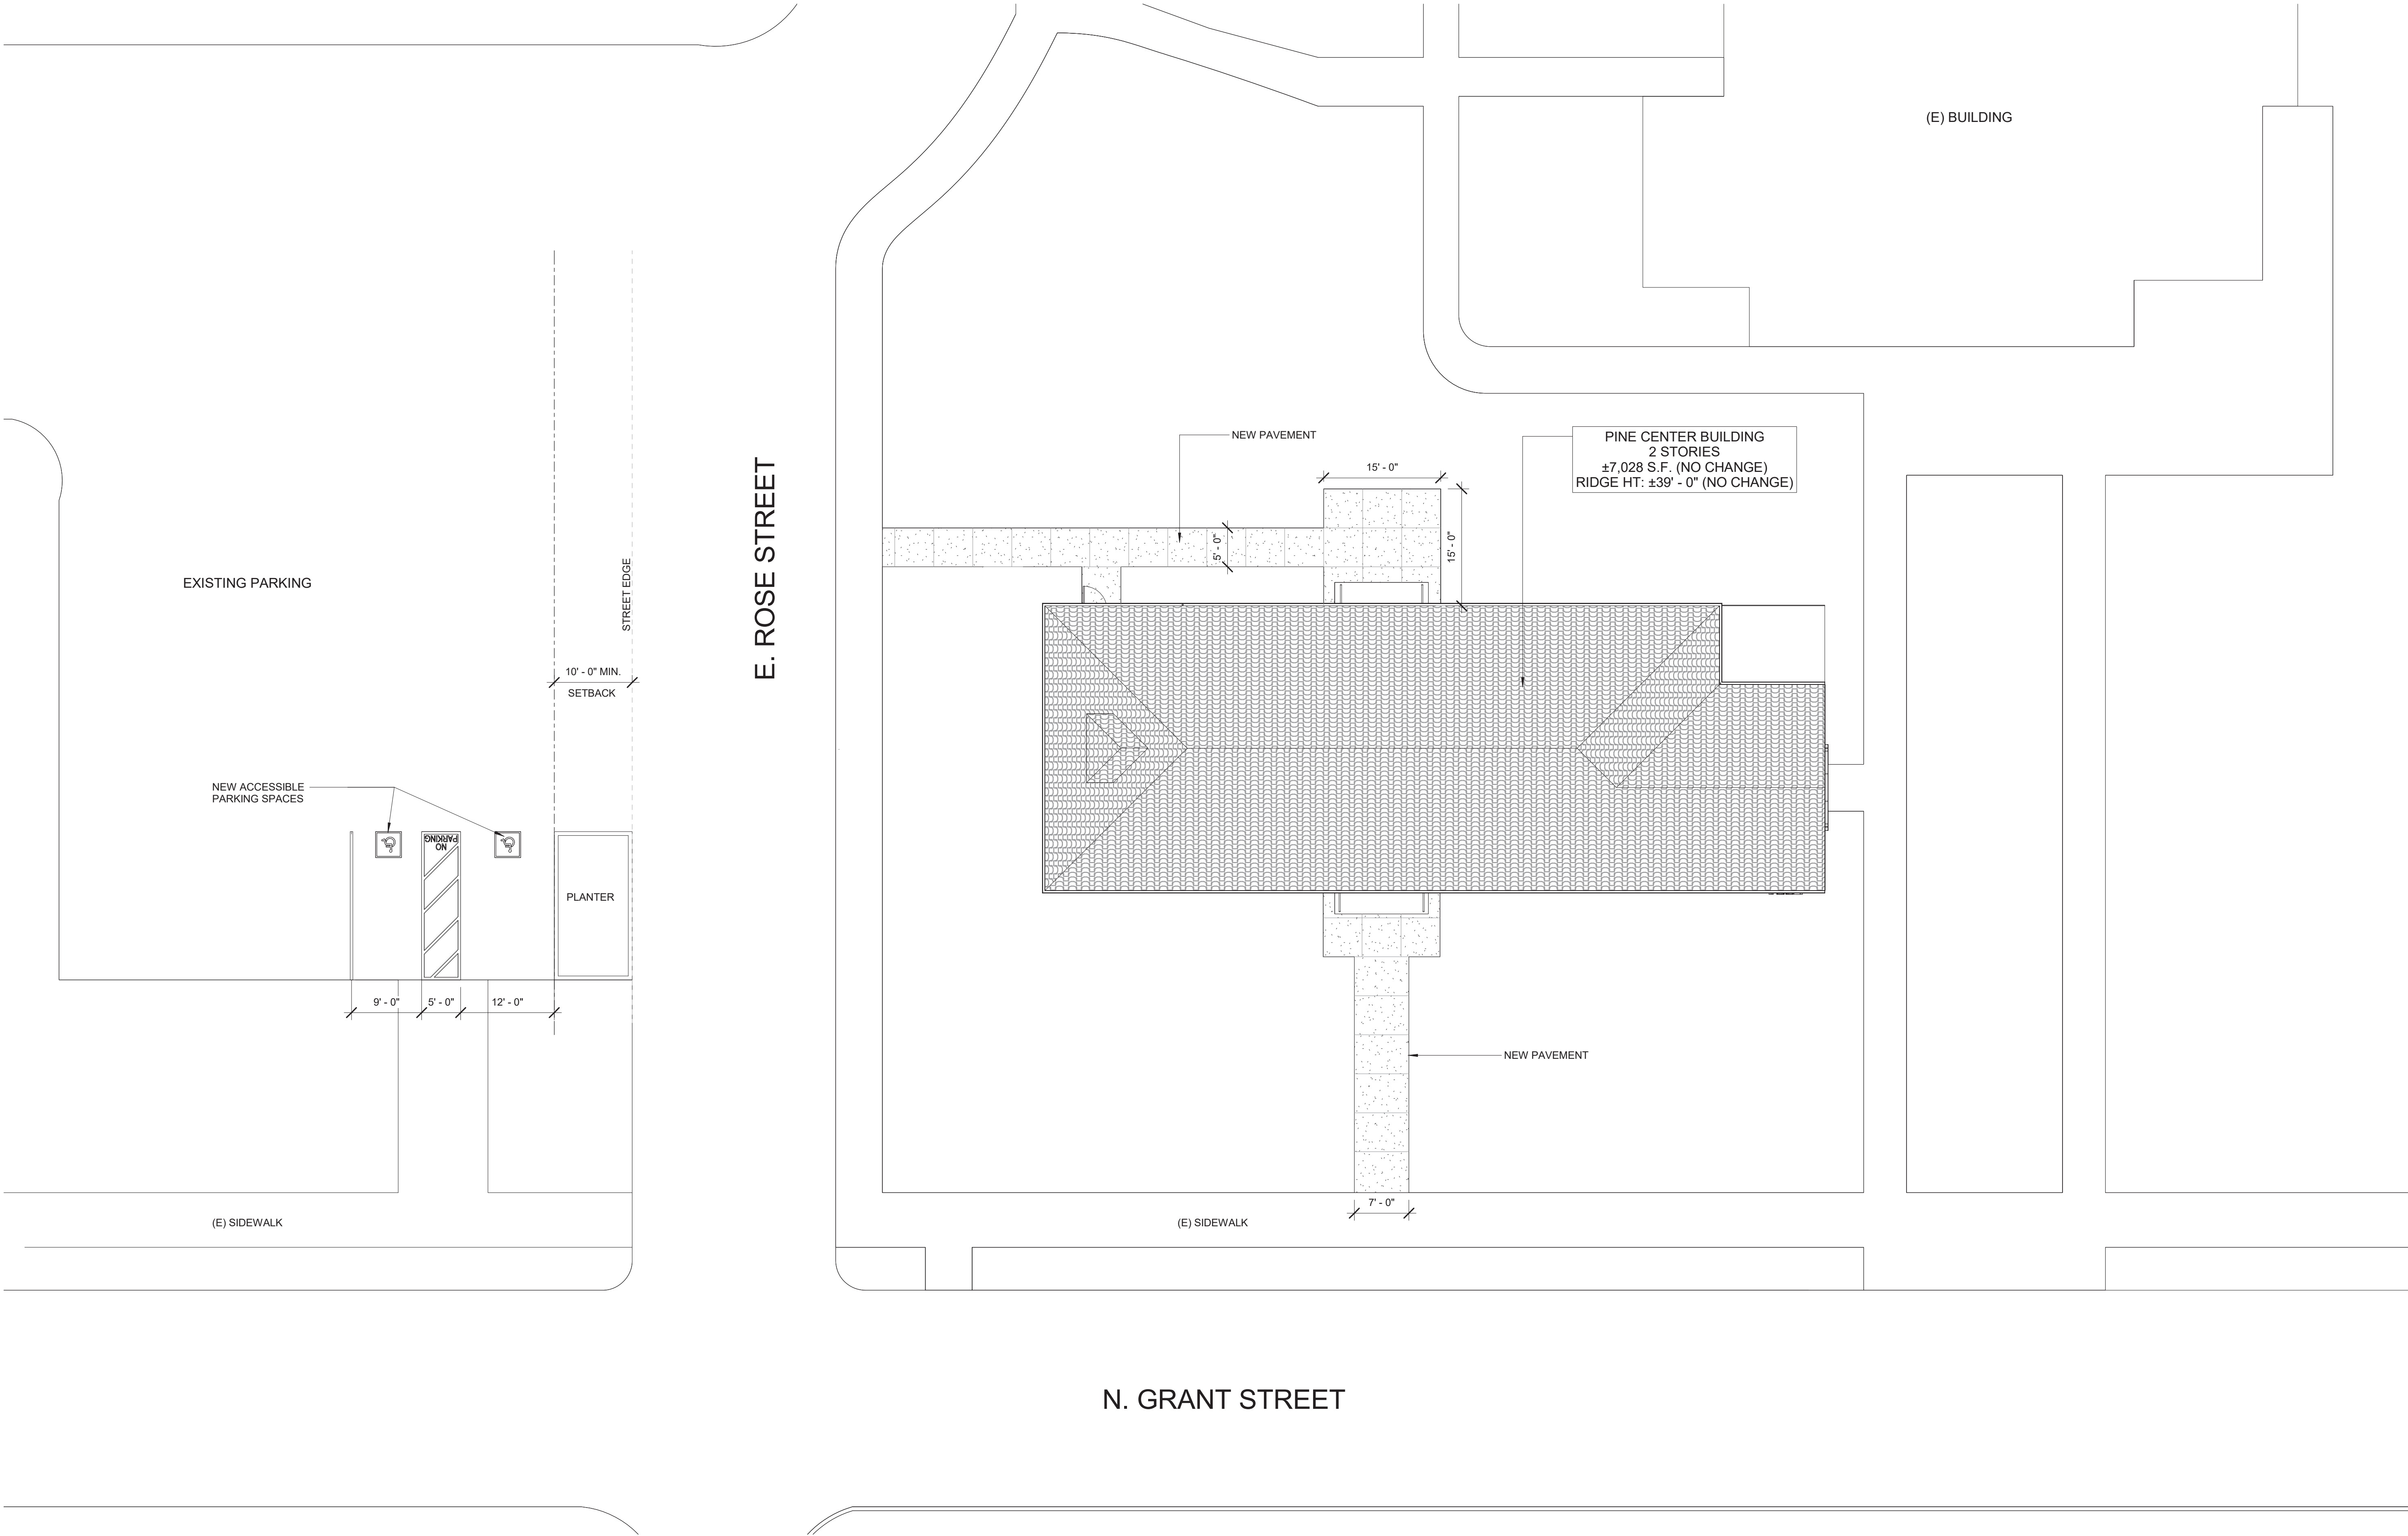 (E) BUILDING
NEW PAVEMENT
PINE CENTER BUILDING
2 STORIES
±7,028 S.F. (NO CHANGE)
RIDGE HT: ±39' - 0" (NO CHANGE)
15' - 0"
15' - 0"
5' - 0"
E. ROSE STREET
STREET EDGE
EXISTING PARKING
10' - 0" MIN.
SETBACK
NEW ACCESSIBLE
PARKING SPACES
NO
PARKING
PLANTER
9' - 0"
5' - 0"
12' - 0"
NEW PAVEMENT
7' - 0"
(E) SIDEWALK
(E) SIDEWALK
N. GRANT STREET